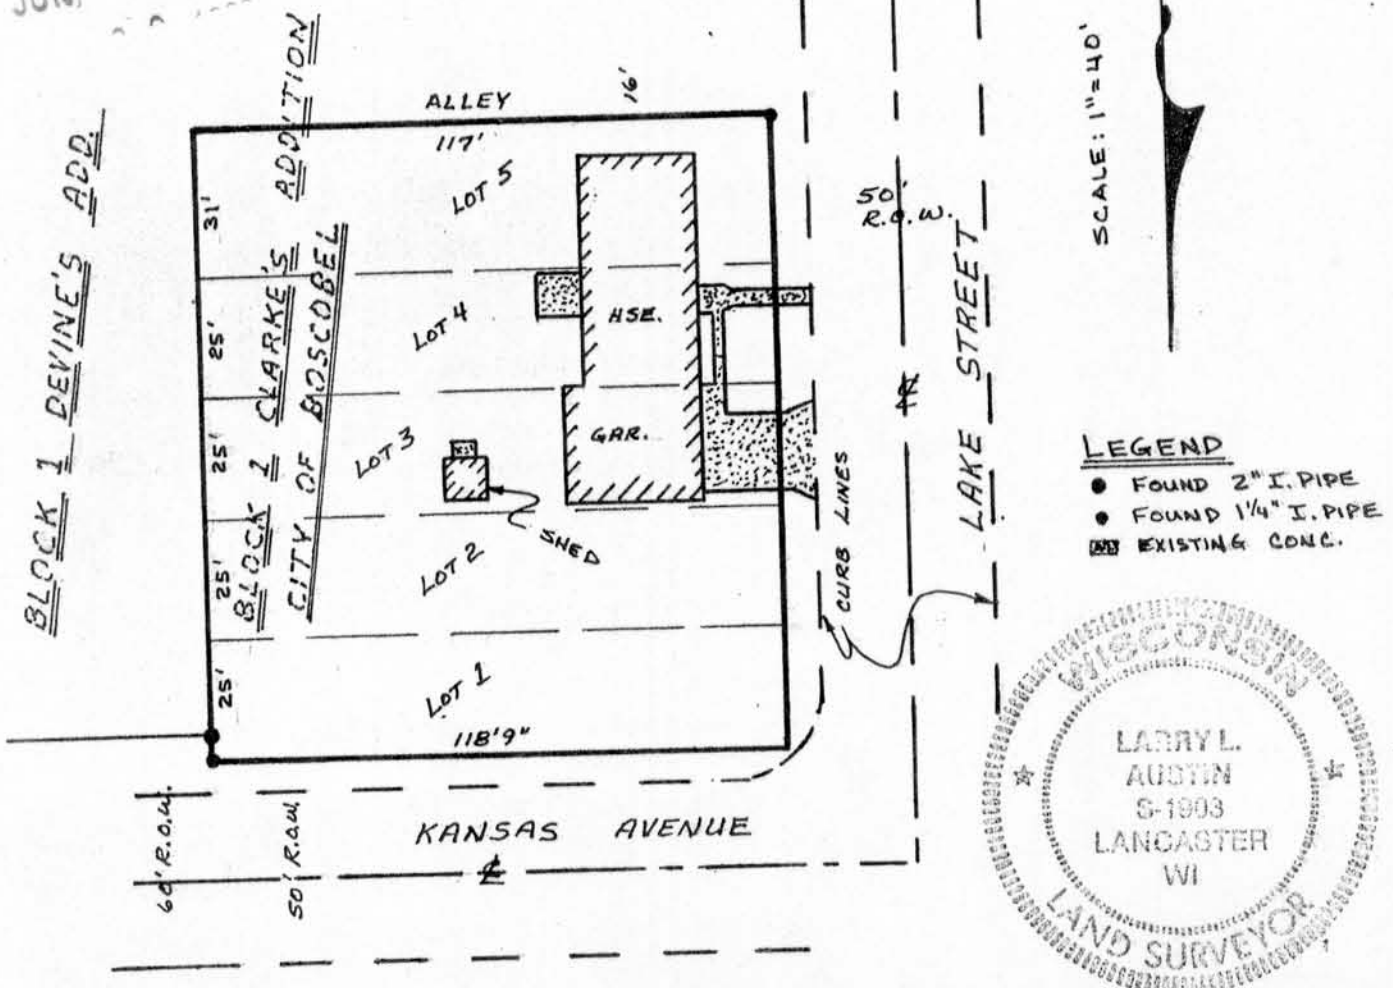 JUN.
ALLEY
16'
117'
BLOCK 1 DEVINE'S ADD.
BLOCK 1 CLARKE'S ADDITION
CITY OF BOSCOBEL
31'
25'
25'
25'
25'
LOT 5
LOT 4
LOT 3
LOT 2
LOT 1
HSE.
GAR.
SHED
118'9"
50'
R.O.W.
LAKE STREET
CURB LINES
℄
60' R.O.W.
50' R.O.W.
KANSAS AVENUE
℄
SCALE: 1"=40'
LEGEND
FOUND 2" I. PIPE
FOUND 1¼" I. PIPE
EXISTING CONC.
WISCONSIN
LARRY L.
AUSTIN
S-1903
LANCASTER
WI
LAND SURVEYOR